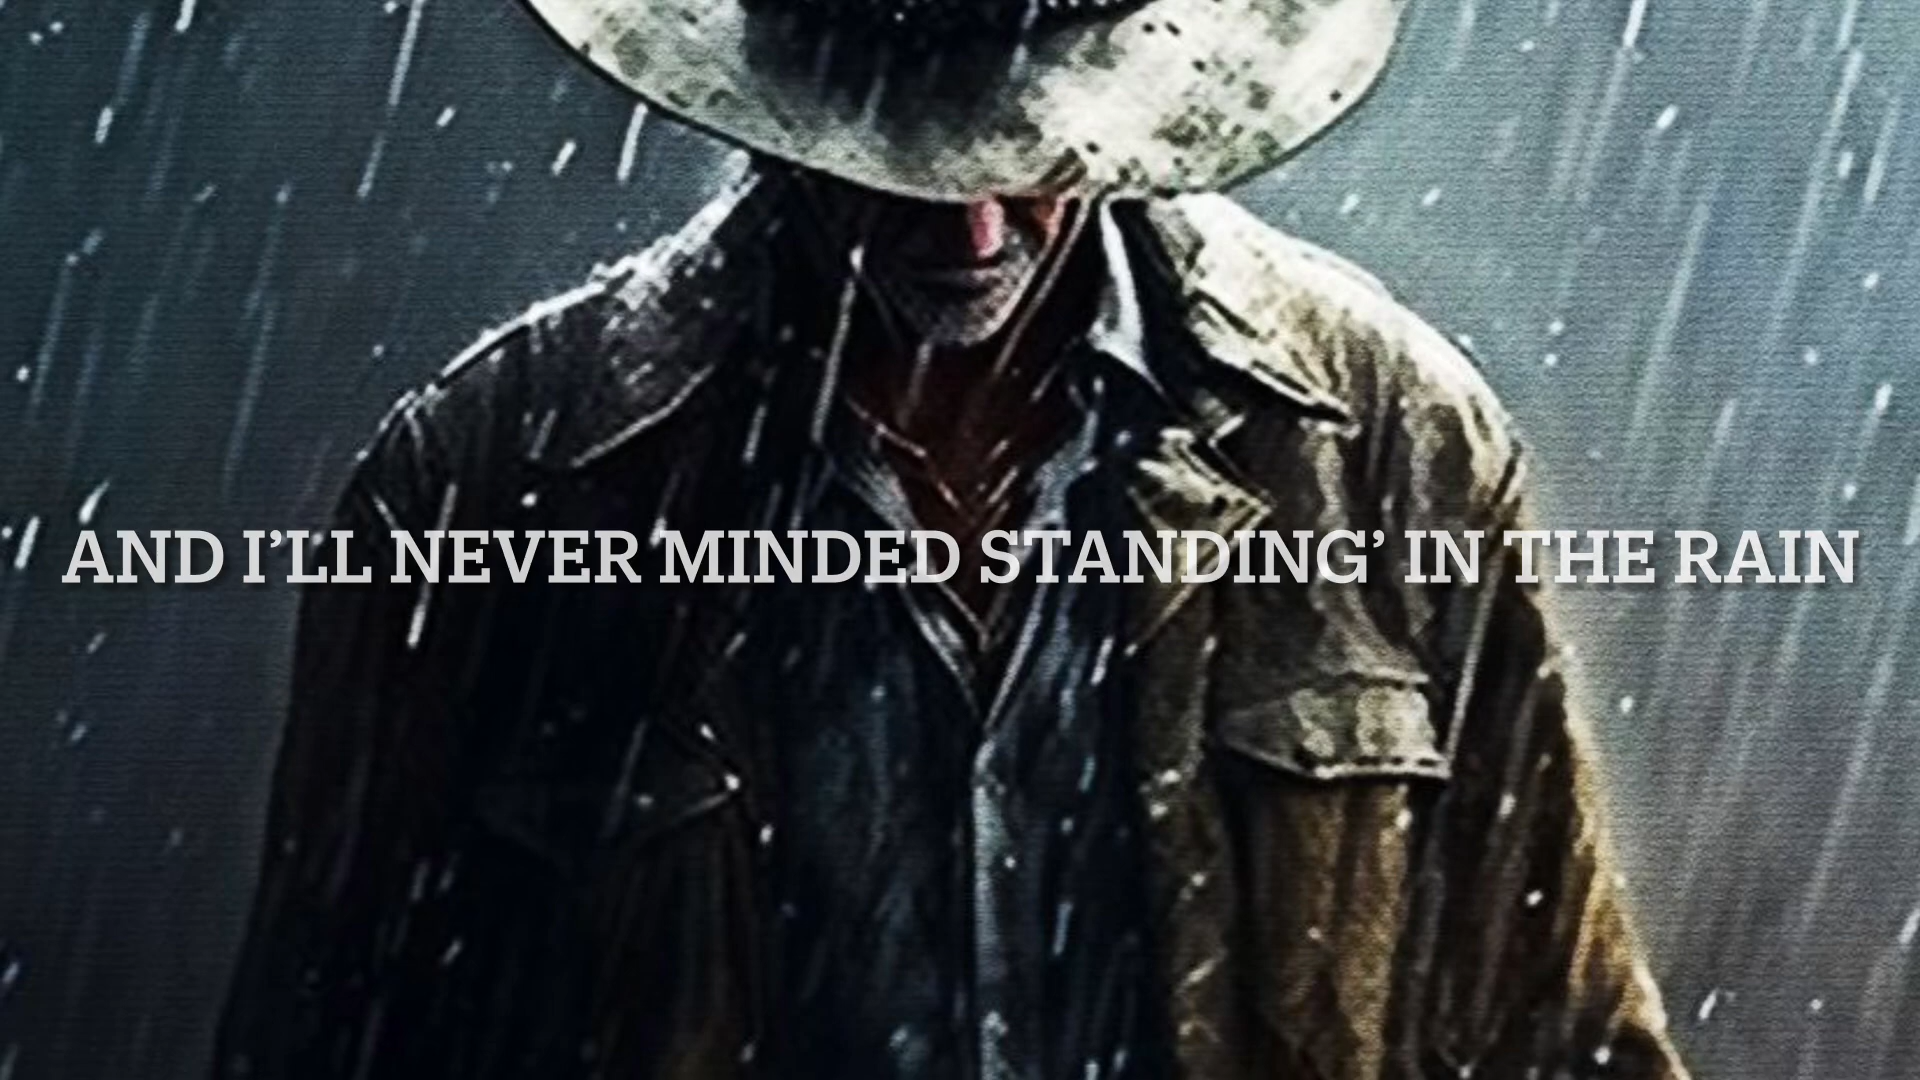 AND I’LL NEVER MINDED STANDING’ IN THE RAIN